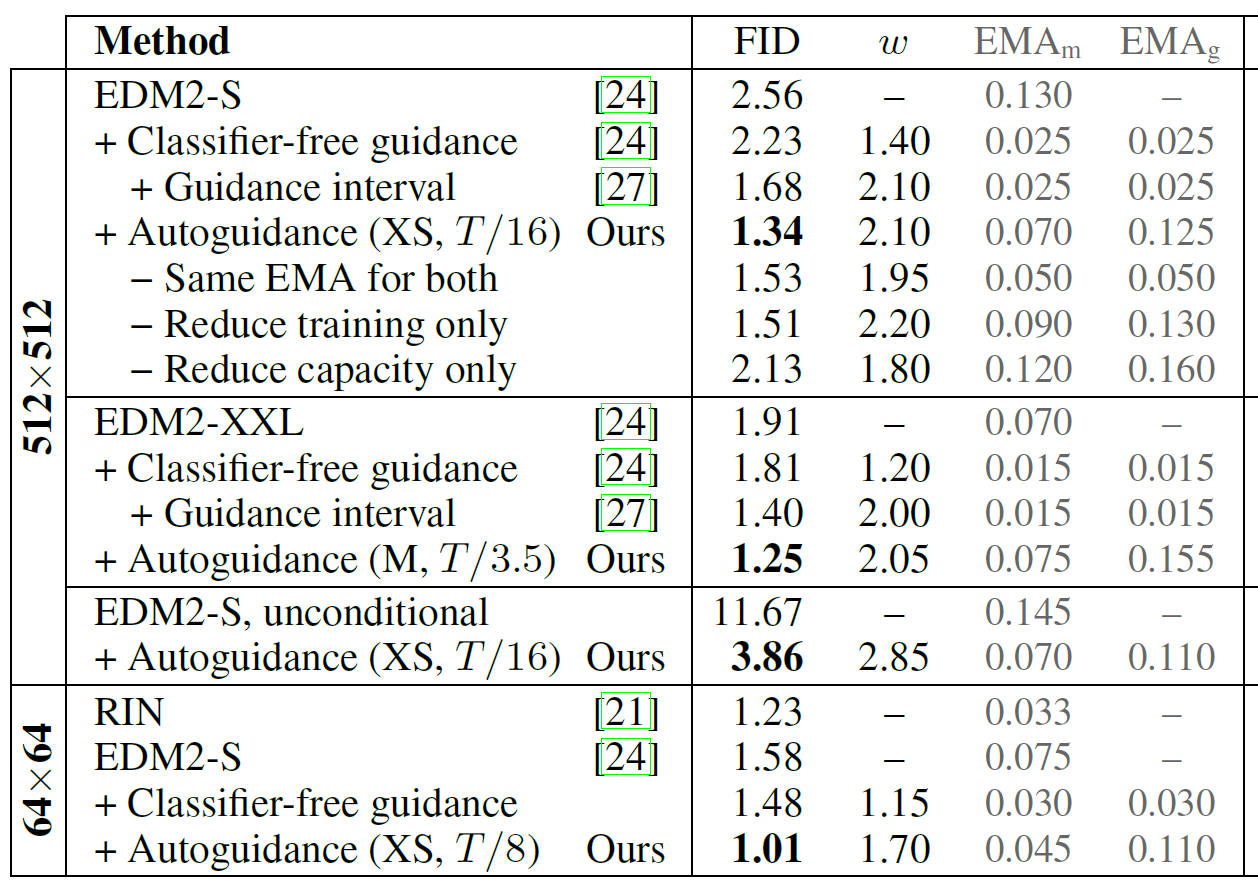 Method FID w EMAm EMAg
512×512
EDM2-S [24] 2.56 – 0.130 –
+ Classifier-free guidance [24] 2.23 1.40 0.025 0.025
+ Guidance interval [27] 1.68 2.10 0.025 0.025
+ Autoguidance (XS, T/16) Ours 1.34 2.10 0.070 0.125
− Same EMA for both 1.53 1.95 0.050 0.050
− Reduce training only 1.51 2.20 0.090 0.130
− Reduce capacity only 2.13 1.80 0.120 0.160
EDM2-XXL [24] 1.91 – 0.070 –
+ Classifier-free guidance [24] 1.81 1.20 0.015 0.015
+ Guidance interval [27] 1.40 2.00 0.015 0.015
+ Autoguidance (M, T/3.5) Ours 1.25 2.05 0.075 0.155
EDM2-S, unconditional 11.67 – 0.145 –
+ Autoguidance (XS, T/16) Ours 3.86 2.85 0.070 0.110
64×64
RIN [21] 1.23 – 0.033 –
EDM2-S [24] 1.58 – 0.075 –
+ Classifier-free guidance 1.48 1.15 0.030 0.030
+ Autoguidance (XS, T/8) Ours 1.01 1.70 0.045 0.110